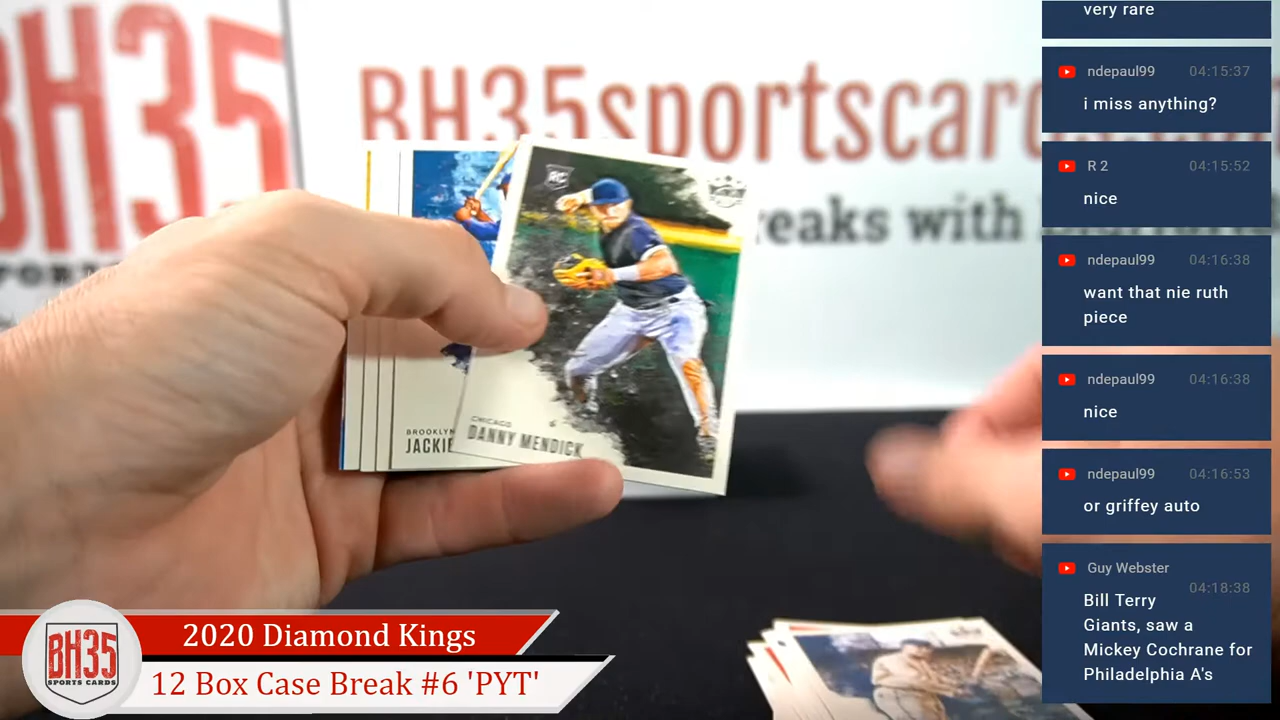 BH35
SPORTS
BH35sportscar
reaks with
RC
BROOKLYN
JACKIE
CHICAGO
DANNY MENDICK
2020 Diamond Kings
12 Box Case Break #6 'PYT'
BH35
SPORTS CARDS
very rare
ndepaul99 04:15:37
i miss anything?
R 2 04:15:52
nice
ndepaul99 04:16:38
want that nie ruth
piece
ndepaul99 04:16:38
nice
ndepaul99 04:16:53
or griffey auto
Guy Webster
04:18:38
Bill Terry
Giants, saw a
Mickey Cochrane for
Philadelphia A's